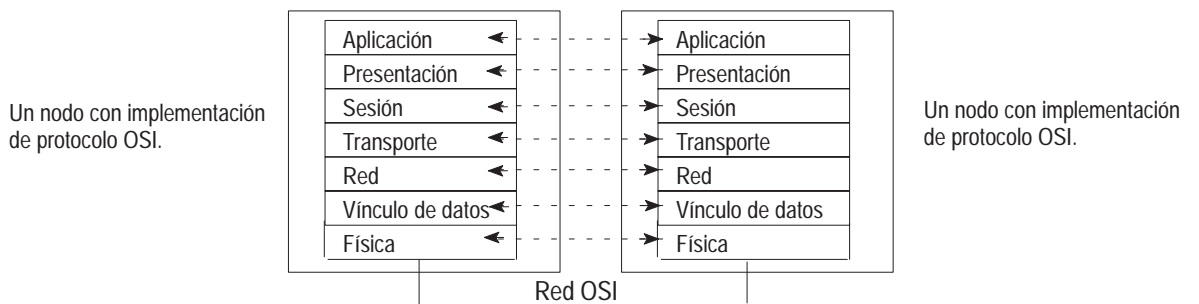 Un nodo con implementación
de protocolo OSI.
Aplicación
Presentación
Sesión
Transporte
Red
Vínculo de datos
Física
Aplicación
Presentación
Sesión
Transporte
Red
Vínculo de datos
Física
Un nodo con implementación
de protocolo OSI.
Red OSI